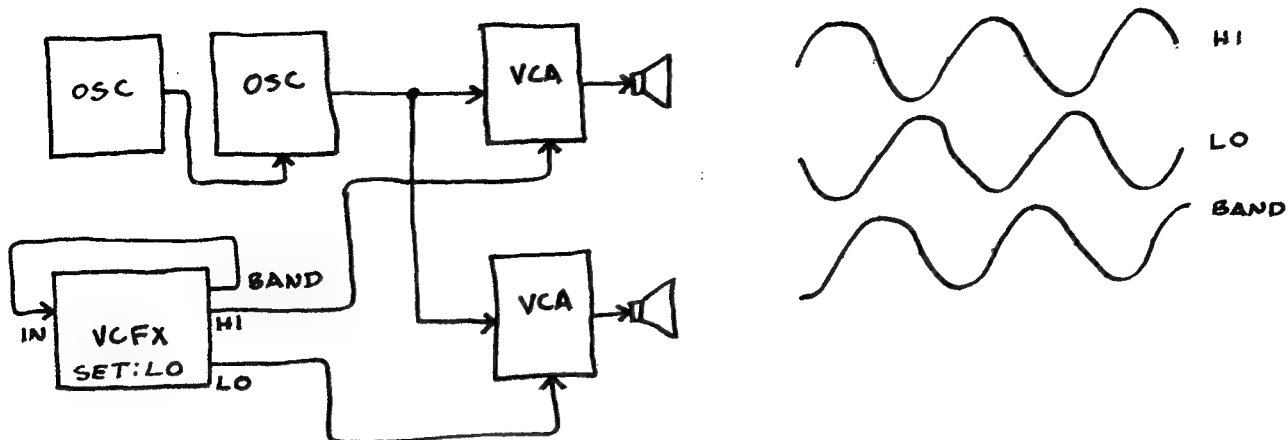 OSC
OSC
VCA
HI
LO
BAND
BAND
IN
HI
VCFX
SET:LO
LO
VCA